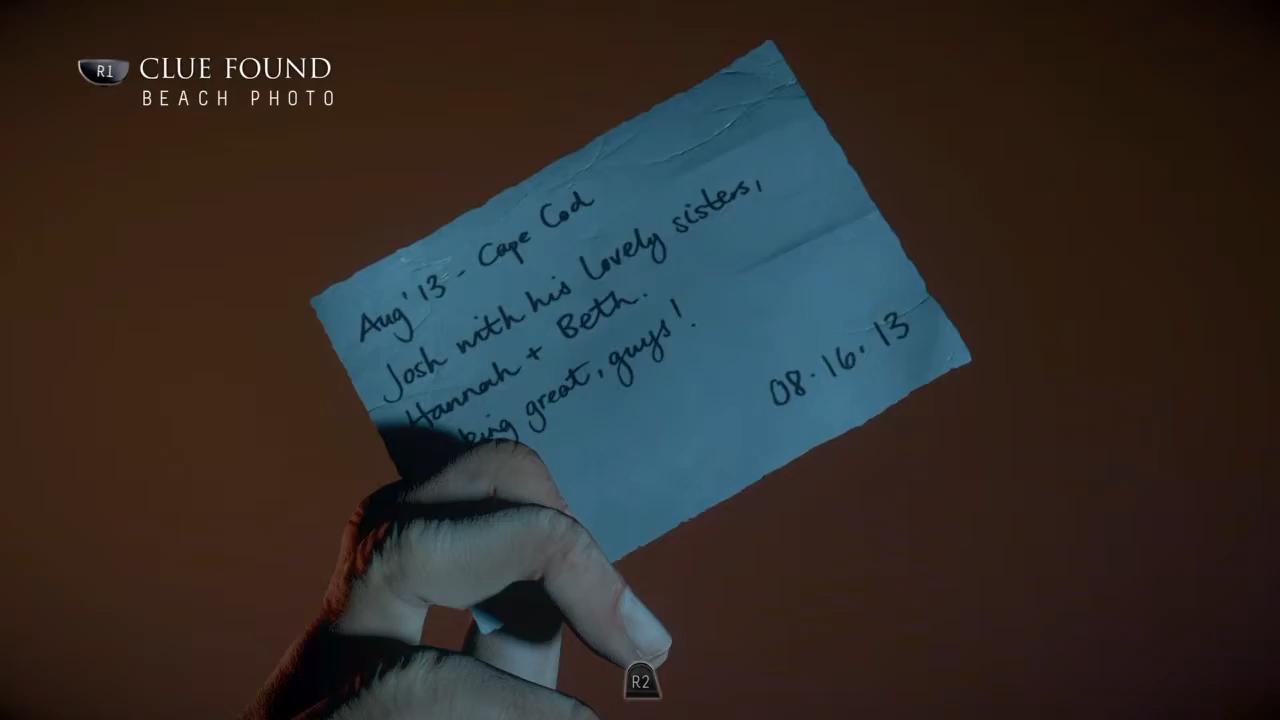 R1 CLUE FOUND
BEACH PHOTO
Aug' 13 - Cape Cod
Josh with his lovely sisters,
Hannah + Beth.
great, guys!
08.16.13
R2